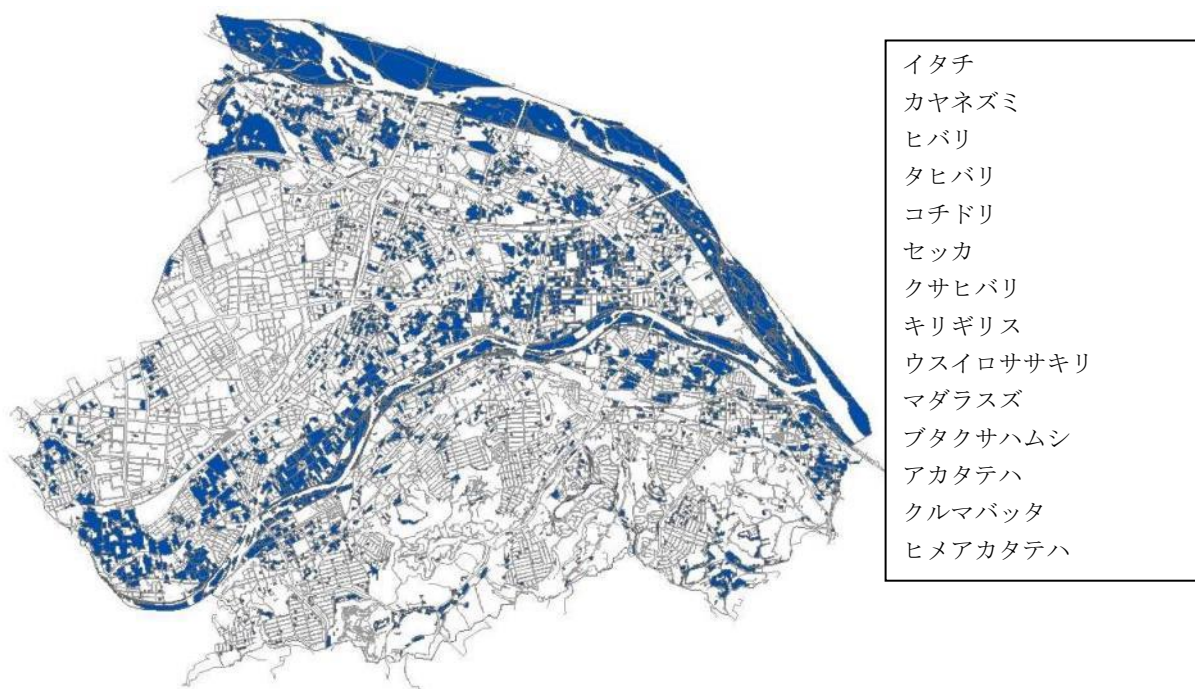 イタチ
カヤネズミ
ヒバリ
タヒバリ
コチドリ
セッカ
クサヒバリ
キリギリス
ウスイロササキリ
マダラスズ
ブタクサハムシ
アカタテハ
クルマバッタ
ヒメアカタテハ